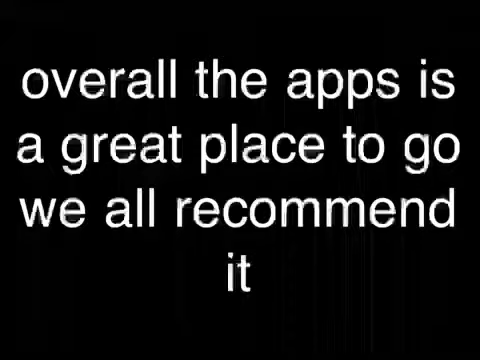 overall the apps is
a great place to go
we all recommend
it